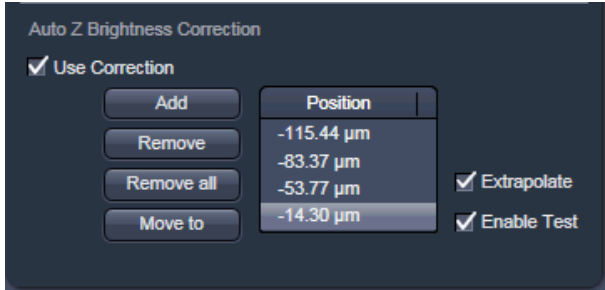 Auto Z Brightness Correction
Use Correction
Add
Remove
Remove all
Move to
Position
-115.44 µm
-83.37 µm
-53.77 µm
-14.30 µm
Extrapolate
Enable Test